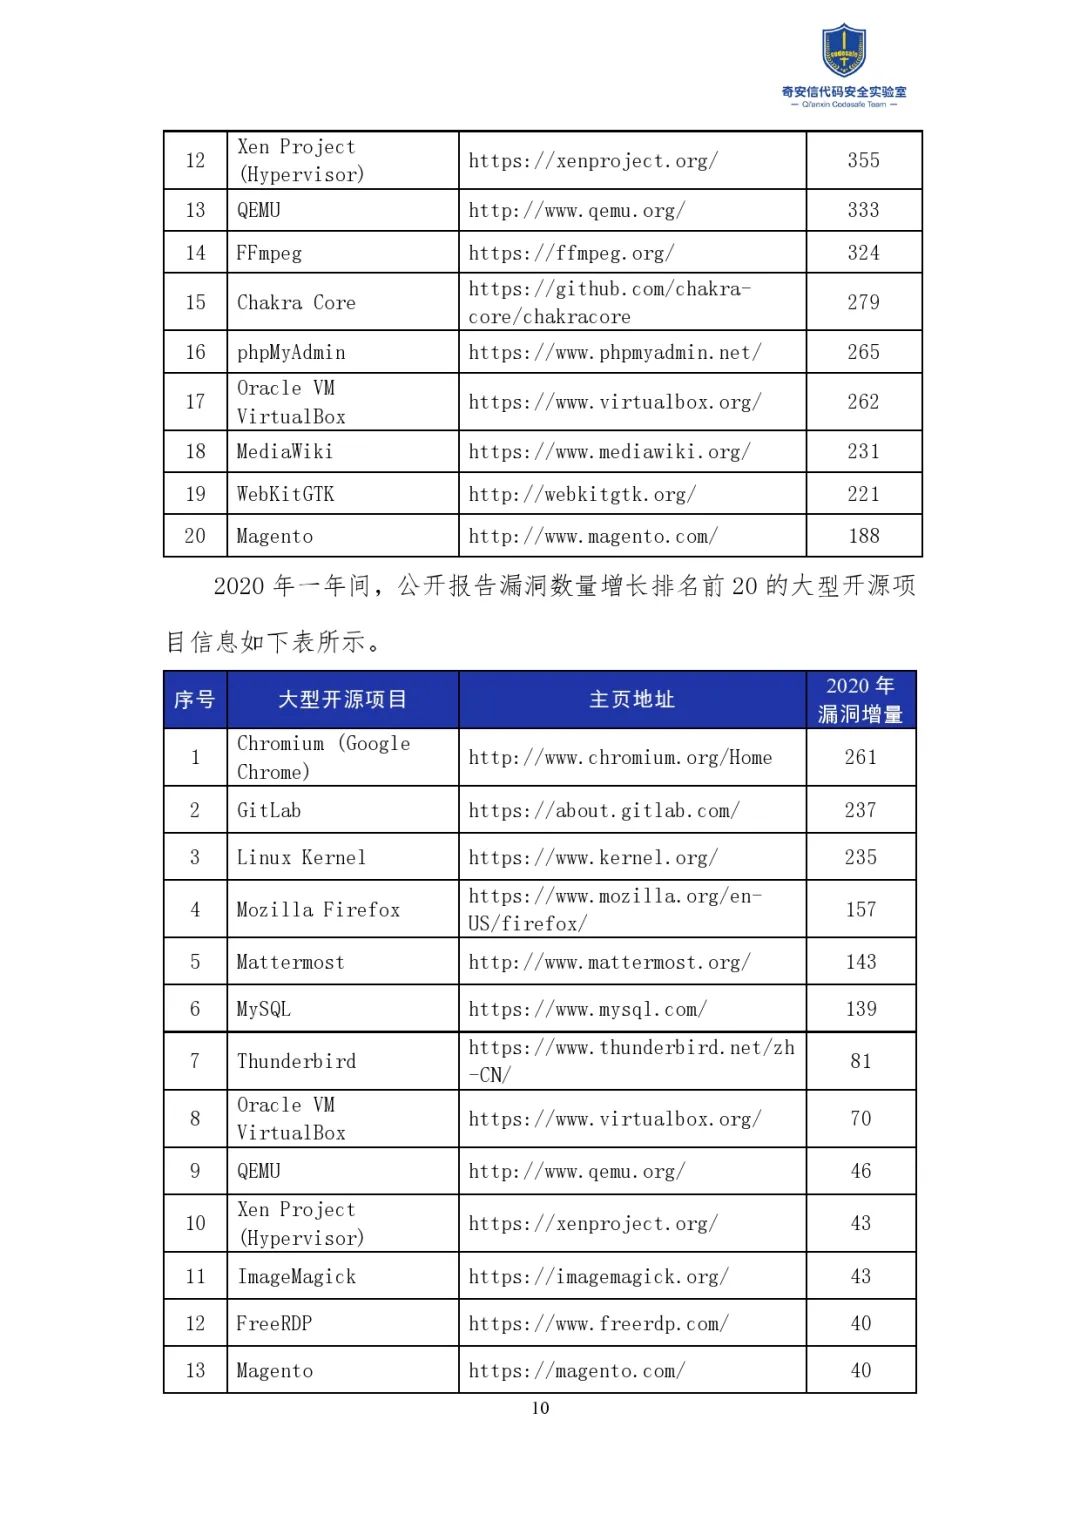 codesafe
奇安信代码安全实验室
— Qi'anxin Codesafe Team —
12 Xen Project (Hypervisor) https://xenproject.org/ 355
13 QEMU http://www.qemu.org/ 333
14 FFmpeg https://ffmpeg.org/ 324
15 Chakra Core https://github.com/chakra-core/chakracore 279
16 phpMyAdmin https://www.phpmyadmin.net/ 265
17 Oracle VM VirtualBox https://www.virtualbox.org/ 262
18 MediaWiki https://www.mediawiki.org/ 231
19 WebKitGTK http://webkitgtk.org/ 221
20 Magento http://www.magento.com/ 188
2020 年一年间，公开报告漏洞数量增长排名前 20 的大型开源项
目信息如下表所示。
序号 大型开源项目 主页地址 2020 年漏洞增量
1 Chromium (Google Chrome) http://www.chromium.org/Home 261
2 GitLab https://about.gitlab.com/ 237
3 Linux Kernel https://www.kernel.org/ 235
4 Mozilla Firefox https://www.mozilla.org/en-US/firefox/ 157
5 Mattermost http://www.mattermost.org/ 143
6 MySQL https://www.mysql.com/ 139
7 Thunderbird https://www.thunderbird.net/zh-CN/ 81
8 Oracle VM VirtualBox https://www.virtualbox.org/ 70
9 QEMU http://www.qemu.org/ 46
10 Xen Project (Hypervisor) https://xenproject.org/ 43
11 ImageMagick https://imagemagick.org/ 43
12 FreeRDP https://www.freerdp.com/ 40
13 Magento https://magento.com/ 40
10